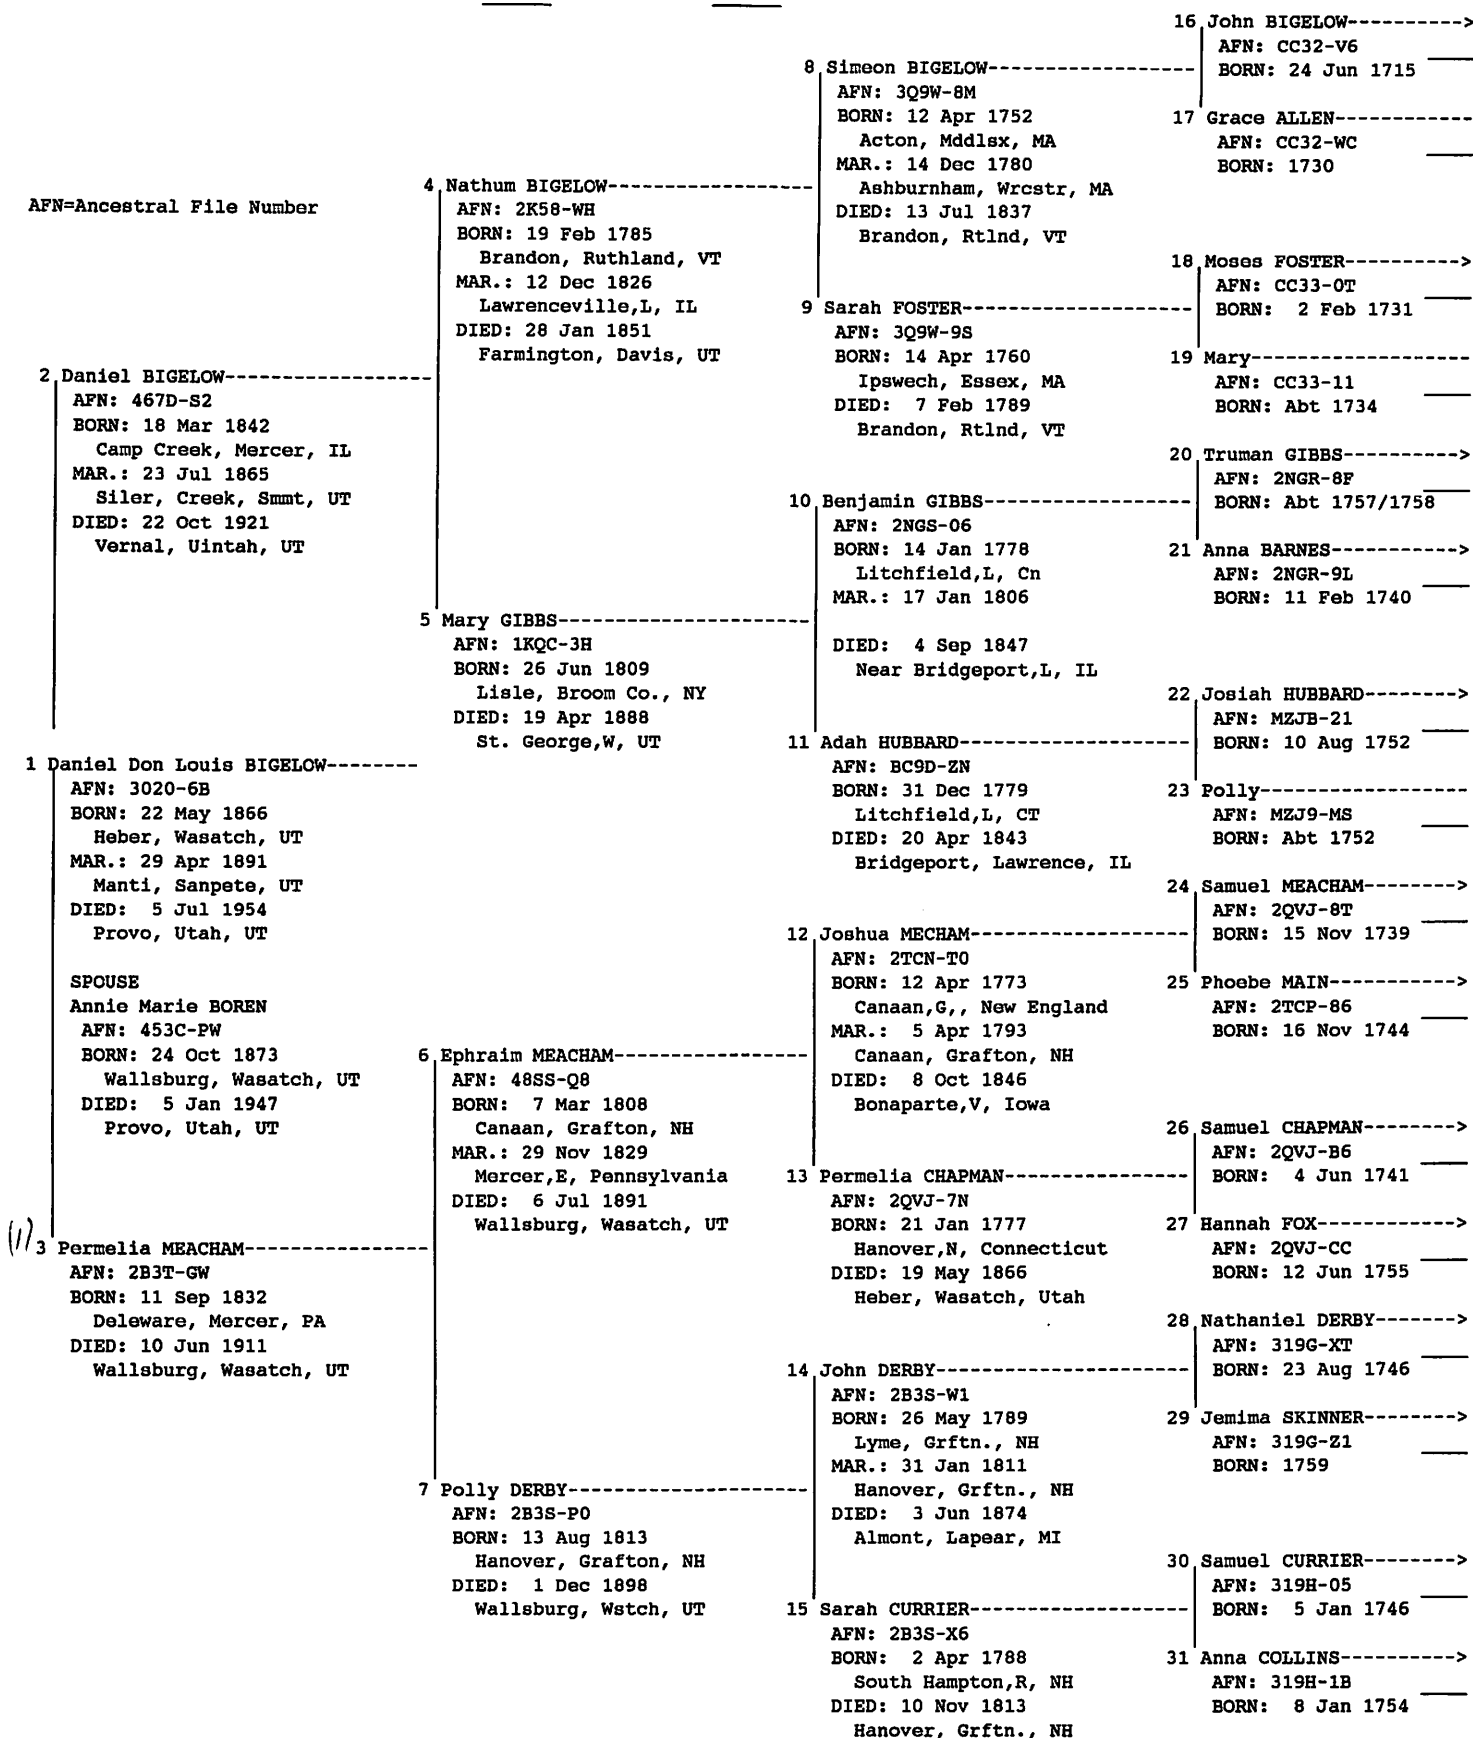 AFN=Ancestral File Number
1 Daniel Don Louis BIGELOW--------
AFN: 3020-6B
BORN: 22 May 1866
Heber, Wasatch, UT
MAR.: 29 Apr 1891
Manti, Sanpete, UT
DIED: 5 Jul 1954
Provo, Utah, UT
SPOUSE
Annie Marie BOREN
AFN: 453C-PW
BORN: 24 Oct 1873
Wallsburg, Wasatch, UT
DIED: 5 Jan 1947
Provo, Utah, UT
2 Daniel BIGELOW------------------
AFN: 467D-S2
BORN: 18 Mar 1842
Camp Creek, Mercer, IL
MAR.: 23 Jul 1865
Siler, Creek, Smmt, UT
DIED: 22 Oct 1921
Vernal, Uintah, UT
(1) 3 Permelia MEACHAM----------------
AFN: 2B3T-GW
BORN: 11 Sep 1832
Deleware, Mercer, PA
DIED: 10 Jun 1911
Wallsburg, Wasatch, UT
4 Nathum BIGELOW------------------
AFN: 2K58-WH
BORN: 19 Feb 1785
Brandon, Ruthland, VT
MAR.: 12 Dec 1826
Lawrenceville,L, IL
DIED: 28 Jan 1851
Farmington, Davis, UT
5 Mary GIBBS----------------------
AFN: 1KQC-3H
BORN: 26 Jun 1809
Lisle, Broom Co., NY
DIED: 19 Apr 1888
St. George,W, UT
6 Ephraim MEACHAM-----------------
AFN: 48SS-Q8
BORN: 7 Mar 1808
Canaan, Grafton, NH
MAR.: 29 Nov 1829
Mercer,E, Pennsylvania
DIED: 6 Jul 1891
Wallsburg, Wasatch, UT
7 Polly DERBY---------------------
AFN: 2B3S-P0
BORN: 13 Aug 1813
Hanover, Grafton, NH
DIED: 1 Dec 1898
Wallsburg, Wstch, UT
8 Simeon BIGELOW------------------
AFN: 3Q9W-8M
BORN: 12 Apr 1752
Acton, Mddlsx, MA
MAR.: 14 Dec 1780
Ashburnham, Wrcstr, MA
DIED: 13 Jul 1837
Brandon, Rtlnd, VT
9 Sarah FOSTER--------------------
AFN: 3Q9W-9S
BORN: 14 Apr 1760
Ipswech, Essex, MA
DIED: 7 Feb 1789
Brandon, Rtlnd, VT
10 Benjamin GIBBS------------------
AFN: 2NGS-06
BORN: 14 Jan 1778
Litchfield,L, Cn
MAR.: 17 Jan 1806
DIED: 4 Sep 1847
Near Bridgeport,L, IL
11 Adah HUBBARD--------------------
AFN: BC9D-ZN
BORN: 31 Dec 1779
Litchfield,L, CT
DIED: 20 Apr 1843
Bridgeport, Lawrence, IL
12 Joshua MECHAM-------------------
AFN: 2TCN-T0
BORN: 12 Apr 1773
Canaan,G,, New England
MAR.: 5 Apr 1793
Canaan, Grafton, NH
DIED: 8 Oct 1846
Bonaparte,V, Iowa
13 Permelia CHAPMAN----------------
AFN: 2QVJ-7N
BORN: 21 Jan 1777
Hanover,N, Connecticut
DIED: 19 May 1866
Heber, Wasatch, Utah
14 John DERBY----------------------
AFN: 2B3S-W1
BORN: 26 May 1789
Lyme, Grftn., NH
MAR.: 31 Jan 1811
Hanover, Grftn., NH
DIED: 3 Jun 1874
Almont, Lapear, MI
15 Sarah CURRIER-------------------
AFN: 2B3S-X6
BORN: 2 Apr 1788
South Hampton,R, NH
DIED: 10 Nov 1813
Hanover, Grftn., NH
16 John BIGELOW---------->
AFN: CC32-V6
BORN: 24 Jun 1715
17 Grace ALLEN------------
AFN: CC32-WC
BORN: 1730
18 Moses FOSTER---------->
AFN: CC33-0T
BORN: 2 Feb 1731
19 Mary-------------------
AFN: CC33-11
BORN: Abt 1734
20 Truman GIBBS---------->
AFN: 2NGR-8F
BORN: Abt 1757/1758
21 Anna BARNES----------->
AFN: 2NGR-9L
BORN: 11 Feb 1740
22 Josiah HUBBARD-------->
AFN: MZJB-21
BORN: 10 Aug 1752
23 Polly------------------
AFN: MZJ9-MS
BORN: Abt 1752
24 Samuel MEACHAM-------->
AFN: 2QVJ-8T
BORN: 15 Nov 1739
25 Phoebe MAIN----------->
AFN: 2TCP-86
BORN: 16 Nov 1744
26 Samuel CHAPMAN-------->
AFN: 2QVJ-B6
BORN: 4 Jun 1741
27 Hannah FOX------------>
AFN: 2QVJ-CC
BORN: 12 Jun 1755
28 Nathaniel DERBY------->
AFN: 319G-XT
BORN: 23 Aug 1746
29 Jemima SKINNER-------->
AFN: 319G-Z1
BORN: 1759
30 Samuel CURRIER-------->
AFN: 319H-05
BORN: 5 Jan 1746
31 Anna COLLINS---------->
AFN: 319H-1B
BORN: 8 Jan 1754